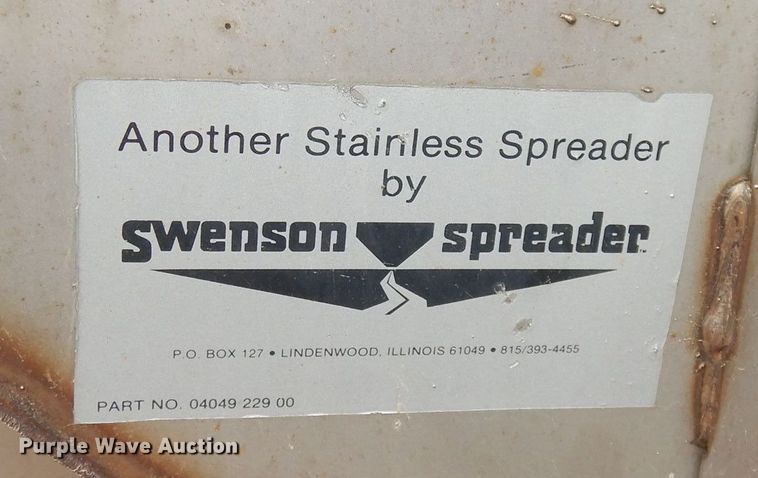 Another Stainless Spreader
by
Swenson spreader™
P.O. BOX 127 • LINDENWOOD, ILLINOIS 61049 • 815/393-4455
PART NO. 04049 229 00
Purple Wave Auction